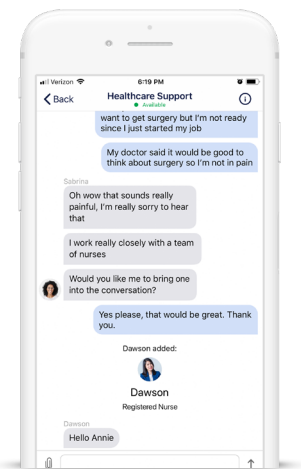 Verizon
6:19 PM
Back
Healthcare Support
Available
want to get surgery but I'm not ready
since I just started my job
My doctor said it would be good to
think about surgery so I'm not in pain
Sabrina
Oh wow that sounds really
painful, I'm really sorry to hear
that
I work really closely with a team
of nurses
Would you like me to bring one
into the conversation?
Yes please, that would be great. Thank
you.
Dawson added:
Dawson
Registered Nurse
Dawson
Hello Annie